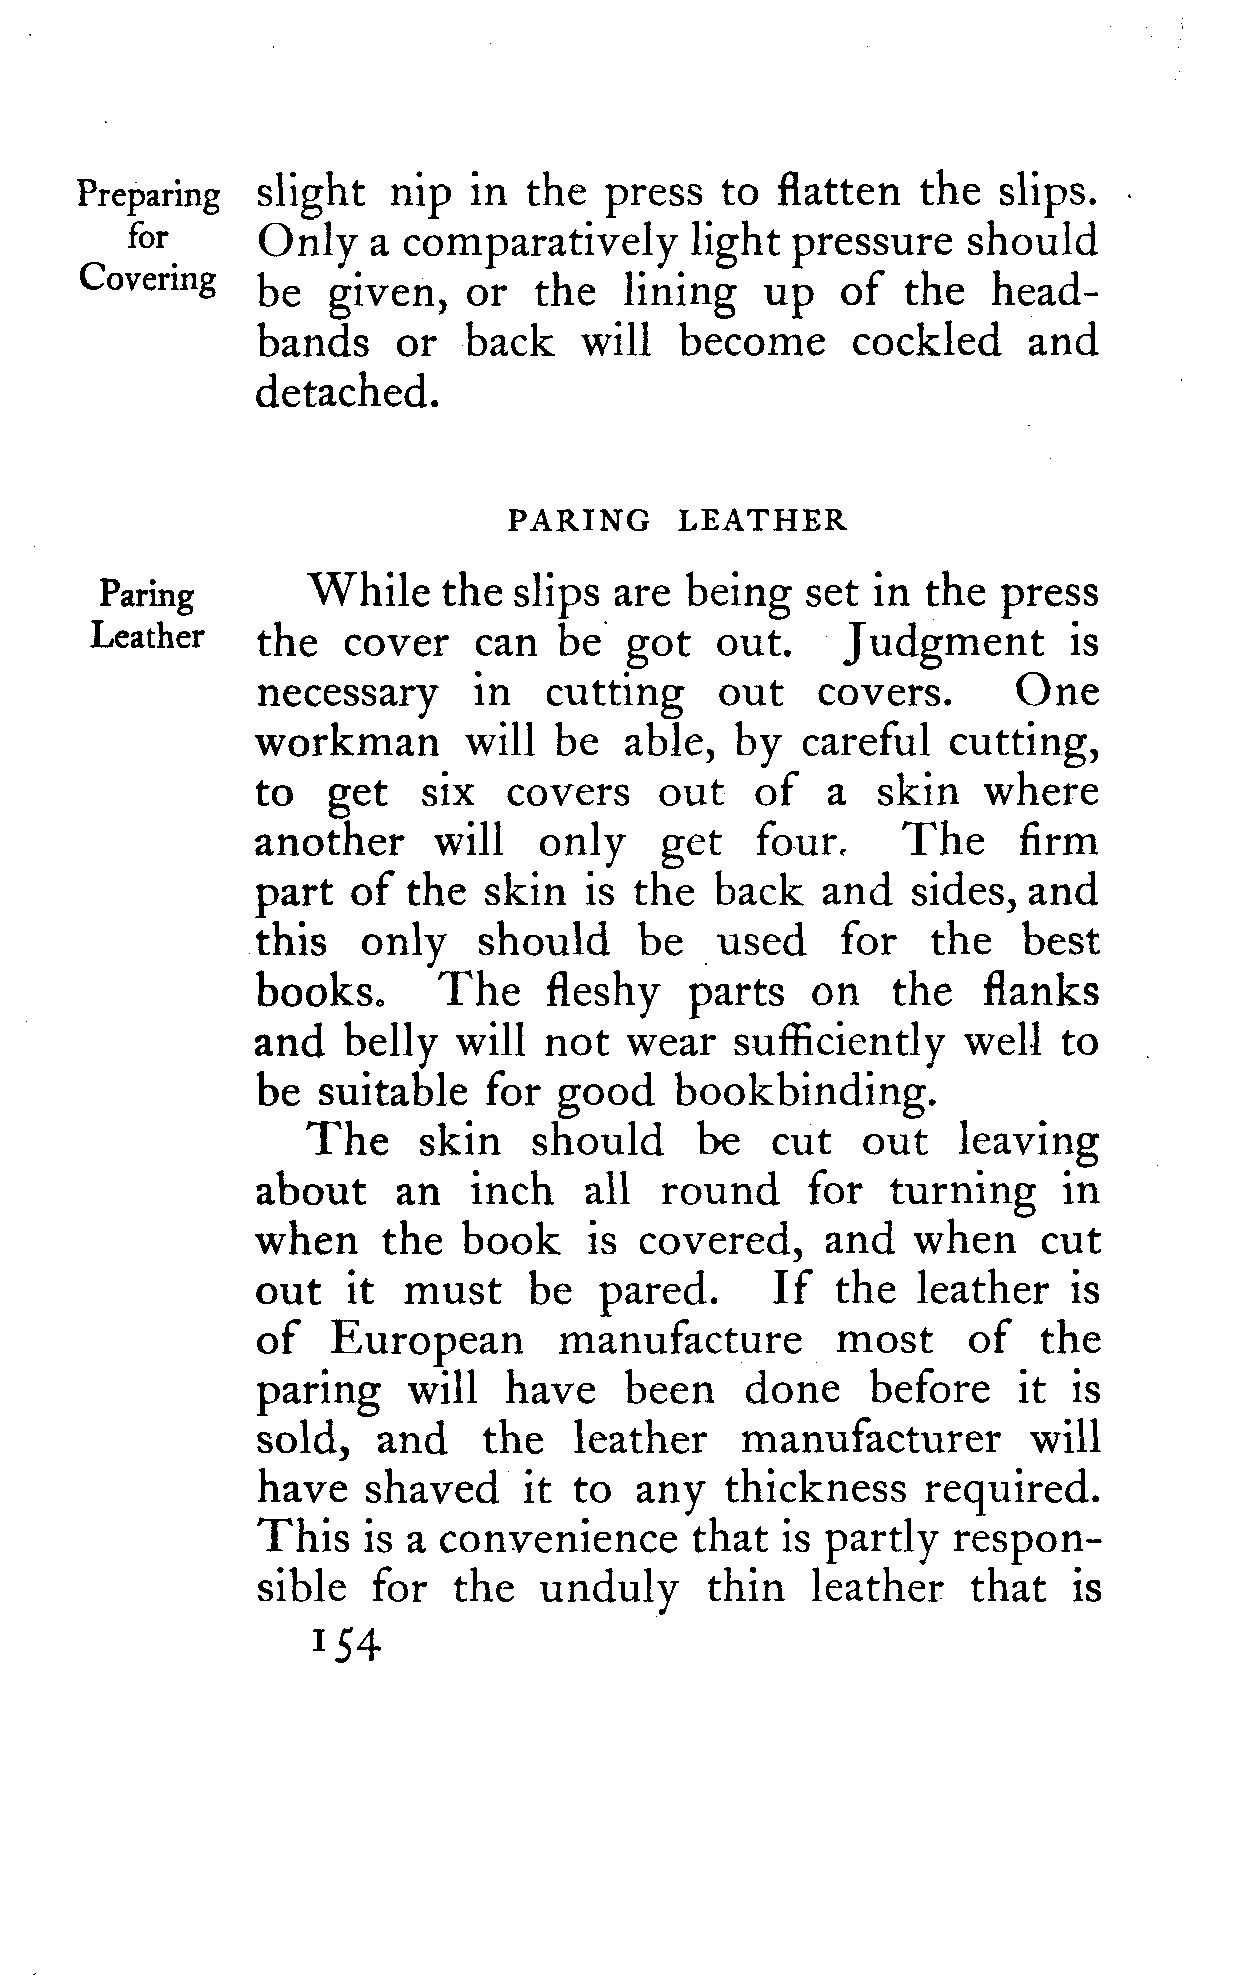 Preparing
for
Covering
slight nip in the press to flatten the slips.
Only a comparatively light pressure should
be given, or the lining up of the head-
bands or back will become cockled and
detached.
PARING LEATHER
Paring
Leather
While the slips are being set in the press
the cover can be got out. Judgment is
necessary in cutting out covers. One
workman will be able, by careful cutting,
to get six covers out of a skin where
another will only get four. The firm
part of the skin is the back and sides, and
this only should be used for the best
books. The fleshy parts on the flanks
and belly will not wear sufficiently well to
be suitable for good bookbinding.
The skin should be cut out leaving
about an inch all round for turning in
when the book is covered, and when cut
out it must be pared. If the leather is
of European manufacture most of the
paring will have been done before it is
sold, and the leather manufacturer will
have shaved it to any thickness required.
This is a convenience that is partly respon-
sible for the unduly thin leather that is
154